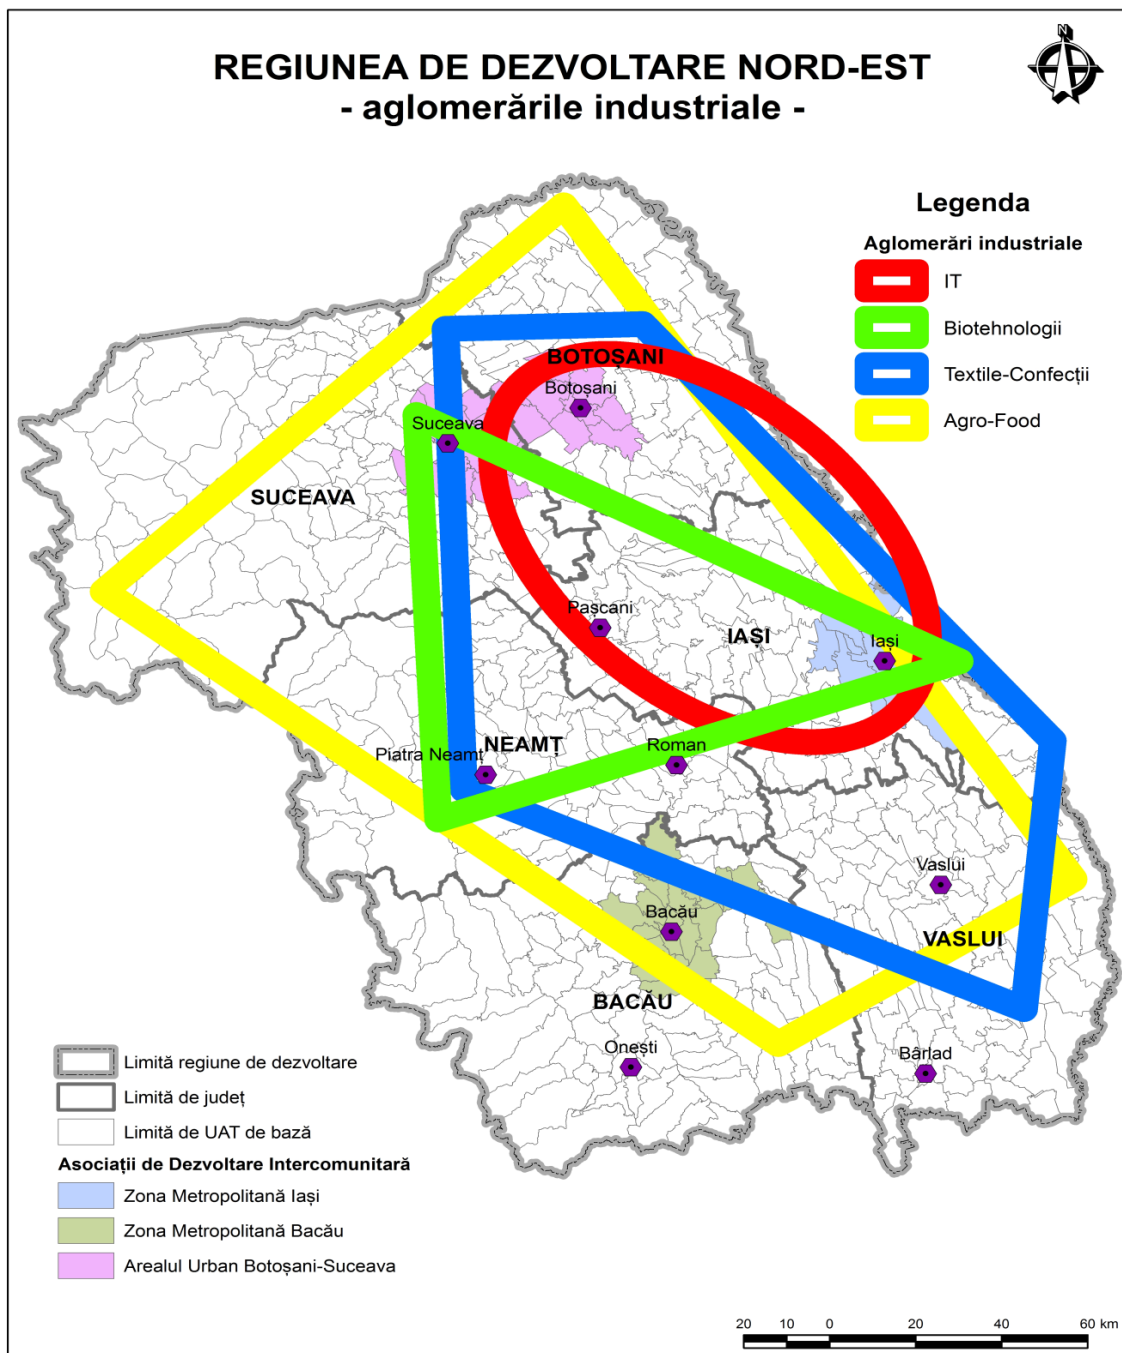 REGIUNEA DE DEZVOLTARE NORD-EST
- aglomerările industriale -
N
Legenda
Aglomerări industriale
IT
Biotehnologii
Textile-Confecții
Agro-Food
BOTOȘANI
Botoșani
Suceava
SUCEAVA
Pașcani
IAȘI
Iași
NEAMȚ
Piatra Neamț
Roman
Vaslui
VASLUI
Bacău
BACĂU
Onești
Bârlad
Limită regiune de dezvoltare
Limită de județ
Limită de UAT de bază
Asociații de Dezvoltare Intercomunitară
Zona Metropolitană Iași
Zona Metropolitană Bacău
Arealul Urban Botoșani-Suceava
20 10 0 20 40 60 km